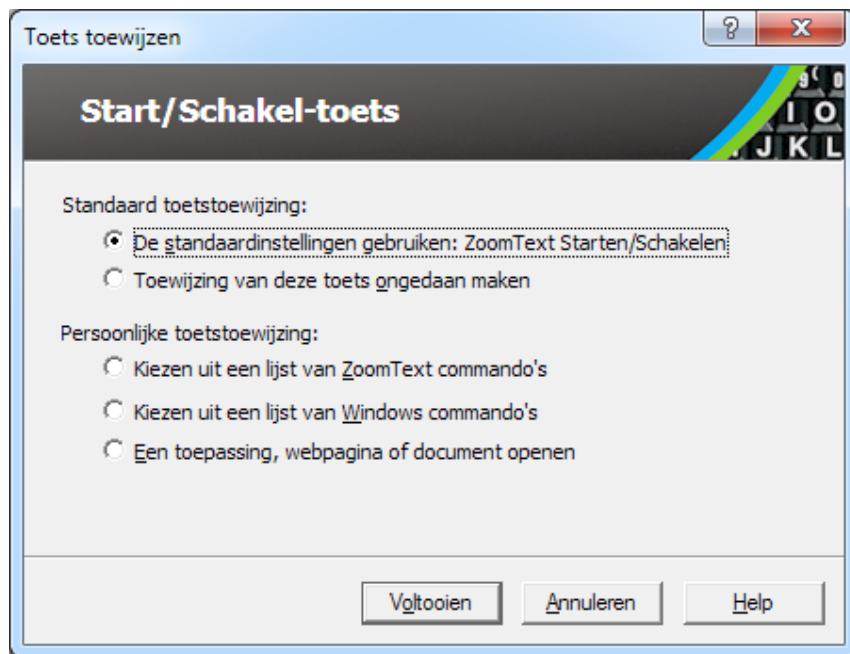 Toets toewijzen
Start/Schakel-toets
9 0
I O
J K L
Standaard toetstoewijzing:
De standaardinstellingen gebruiken: ZoomText Starten/Schakelen
Toewijzing van deze toets ongedaan maken
Persoonlijke toetstoewijzing:
Kiezen uit een lijst van ZoomText commando's
Kiezen uit een lijst van Windows commando's
Een toepassing, webpagina of document openen
Voltooien Annuleren Help